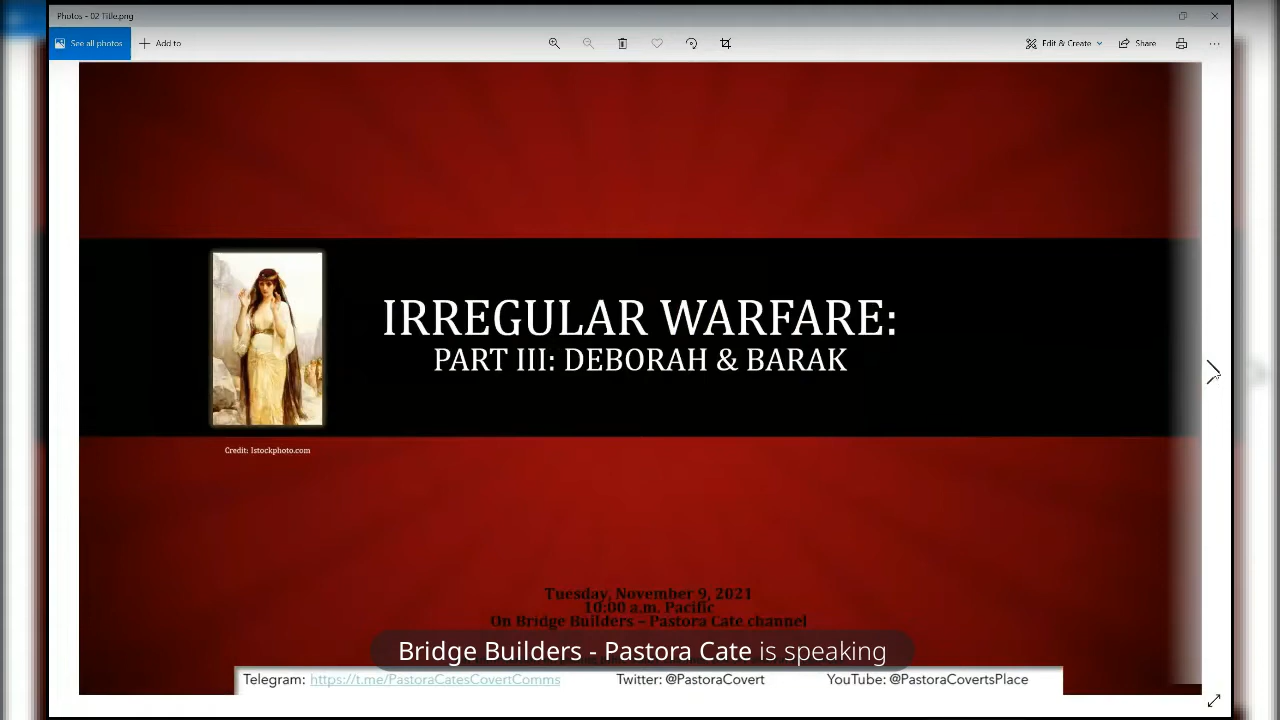 Photos - 02 Title.png
See all photos
Add to
Edit & Create
Share
IRREGULAR WARFARE:
PART III: DEBORAH & BARAK
Credit: Istockphoto.com
Tuesday, November 9, 2021
10:00 a.m. Pacific
On Bridge Builders – Pastora Cate channel
Bridge Builders - Pastora Cate is speaking
Telegram: https://t.me/PastoraCatesCovertComms Twitter: @PastoraCovert YouTube: @PastoraCovertsPlace